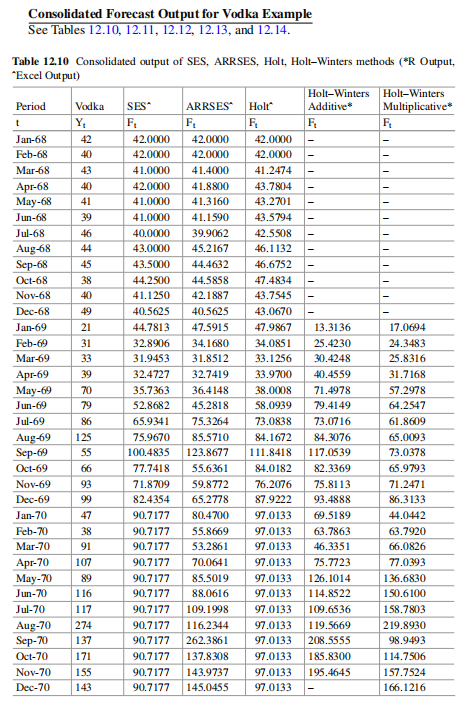 Consolidated Forecast Output for Vodka Example
See Tables 12.10, 12.11, 12.12, 12.13, and 12.14.
Table 12.10 Consolidated output of SES, ARRSES, Holt, Holt–Winters methods (*R Output,
ˆExcel Output)
Period Vodka SESˆ ARRSESˆ Holtˆ Holt–Winters Additive* Holt–Winters Multiplicative*
t Yt Ft Ft Ft Ft Ft
Jan-68 42 42.0000 42.0000 42.0000 – –
Feb-68 40 42.0000 42.0000 42.0000 – –
Mar-68 43 41.0000 41.4000 41.2474 – –
Apr-68 40 42.0000 41.8800 43.7804 – –
May-68 41 41.0000 41.3160 43.2701 – –
Jun-68 39 41.0000 41.1590 43.5794 – –
Jul-68 46 40.0000 39.9062 42.5508 – –
Aug-68 44 43.0000 45.2167 46.1132 – –
Sep-68 45 43.5000 44.4632 46.6752 – –
Oct-68 38 44.2500 44.5858 47.4834 – –
Nov-68 40 41.1250 42.1887 43.7545 – –
Dec-68 49 40.5625 40.5625 43.0670 – –
Jan-69 21 44.7813 47.5915 47.9867 13.3136 17.0694
Feb-69 31 32.8906 34.1680 34.0851 25.4230 24.3483
Mar-69 33 31.9453 31.8512 33.1256 30.4248 25.8316
Apr-69 39 32.4727 32.7419 33.9700 40.4559 31.7168
May-69 70 35.7363 36.4148 38.0008 71.4978 57.2978
Jun-69 79 52.8682 45.2818 58.0939 79.4149 64.2547
Jul-69 86 65.9341 75.3264 73.0838 73.0716 61.8609
Aug-69 125 75.9670 85.5710 84.1672 84.3076 65.0093
Sep-69 55 100.4835 123.8677 111.8418 117.0539 73.0378
Oct-69 66 77.7418 55.6361 84.0182 82.3369 65.9793
Nov-69 93 71.8709 59.8772 76.2076 75.8113 71.2471
Dec-69 99 82.4354 65.2778 87.9222 93.4888 86.3133
Jan-70 47 90.7177 80.4700 97.0133 69.5189 44.0442
Feb-70 38 90.7177 55.8669 97.0133 63.7863 63.7920
Mar-70 91 90.7177 53.2861 97.0133 46.3351 66.0826
Apr-70 107 90.7177 70.0641 97.0133 75.7723 77.0393
May-70 89 90.7177 85.5019 97.0133 126.1014 136.6830
Jun-70 116 90.7177 88.0616 97.0133 114.8522 150.6100
Jul-70 117 90.7177 109.1998 97.0133 109.6536 158.7803
Aug-70 274 90.7177 116.2344 97.0133 119.5669 219.8930
Sep-70 137 90.7177 262.3861 97.0133 208.5555 98.9493
Oct-70 171 90.7177 137.8308 97.0133 185.8300 114.7506
Nov-70 155 90.7177 143.9737 97.0133 195.4645 157.7524
Dec-70 143 90.7177 145.0455 97.0133 – 166.1216